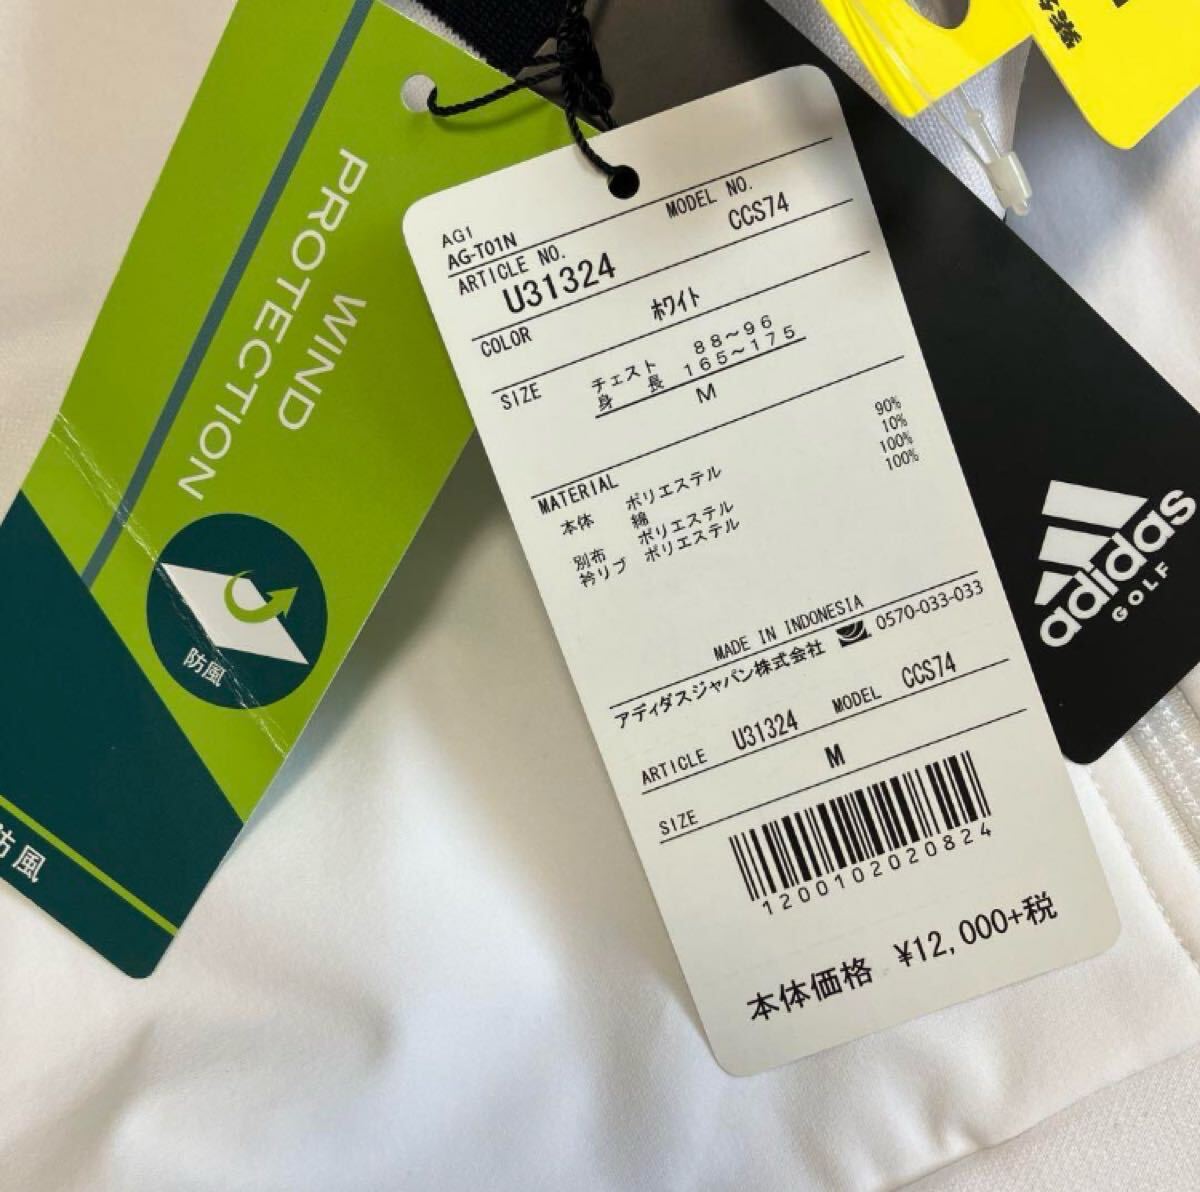 WIND
PROTECTION
防風
防風
AG1
AG-T01N
ARTICLE NO.
MODEL NO.
U31324
CCS74
COLOR
ホワイト
SIZE
チェスト 88～96
身 長 165～175
M
MATERIAL
本体 ポリエステル 90%
綿 10%
別布 ポリエステル 100%
衿リブ ポリエステル 100%
MADE IN INDONESIA
アディダスジャパン株式会社 0570-033-033
ARTICLE U31324 MODEL CCS74
SIZE M
1200102020824
本体価格 ¥12,000+税
adidas
GOLF